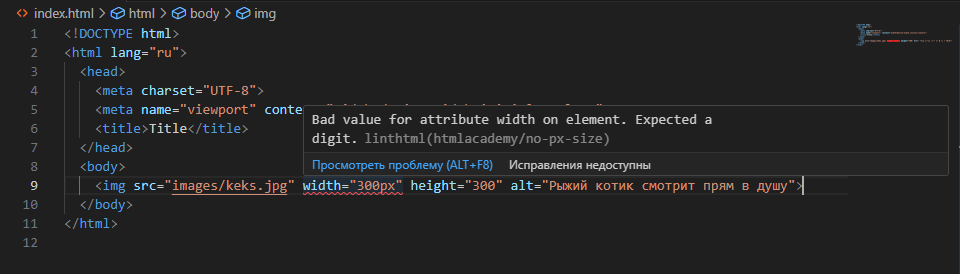 index.html > html > body > img
1 <!DOCTYPE html>
2 <html lang="ru">
3 <head>
4 <meta charset="UTF-8">
5 <meta name="viewport"
6 <title>Title</title>
7 </head>
8 <body>
9 <img src="images/keks.jpg" width="300px" height="300" alt="Рыжий котик смотрит прям в душу">
10 </body>
11 </html>
12
Bad value for attribute width on element. Expected a
digit. linthtml(htmlacademy/no-px-size)
Просмотреть проблему (ALT+F8) Исправления недоступны